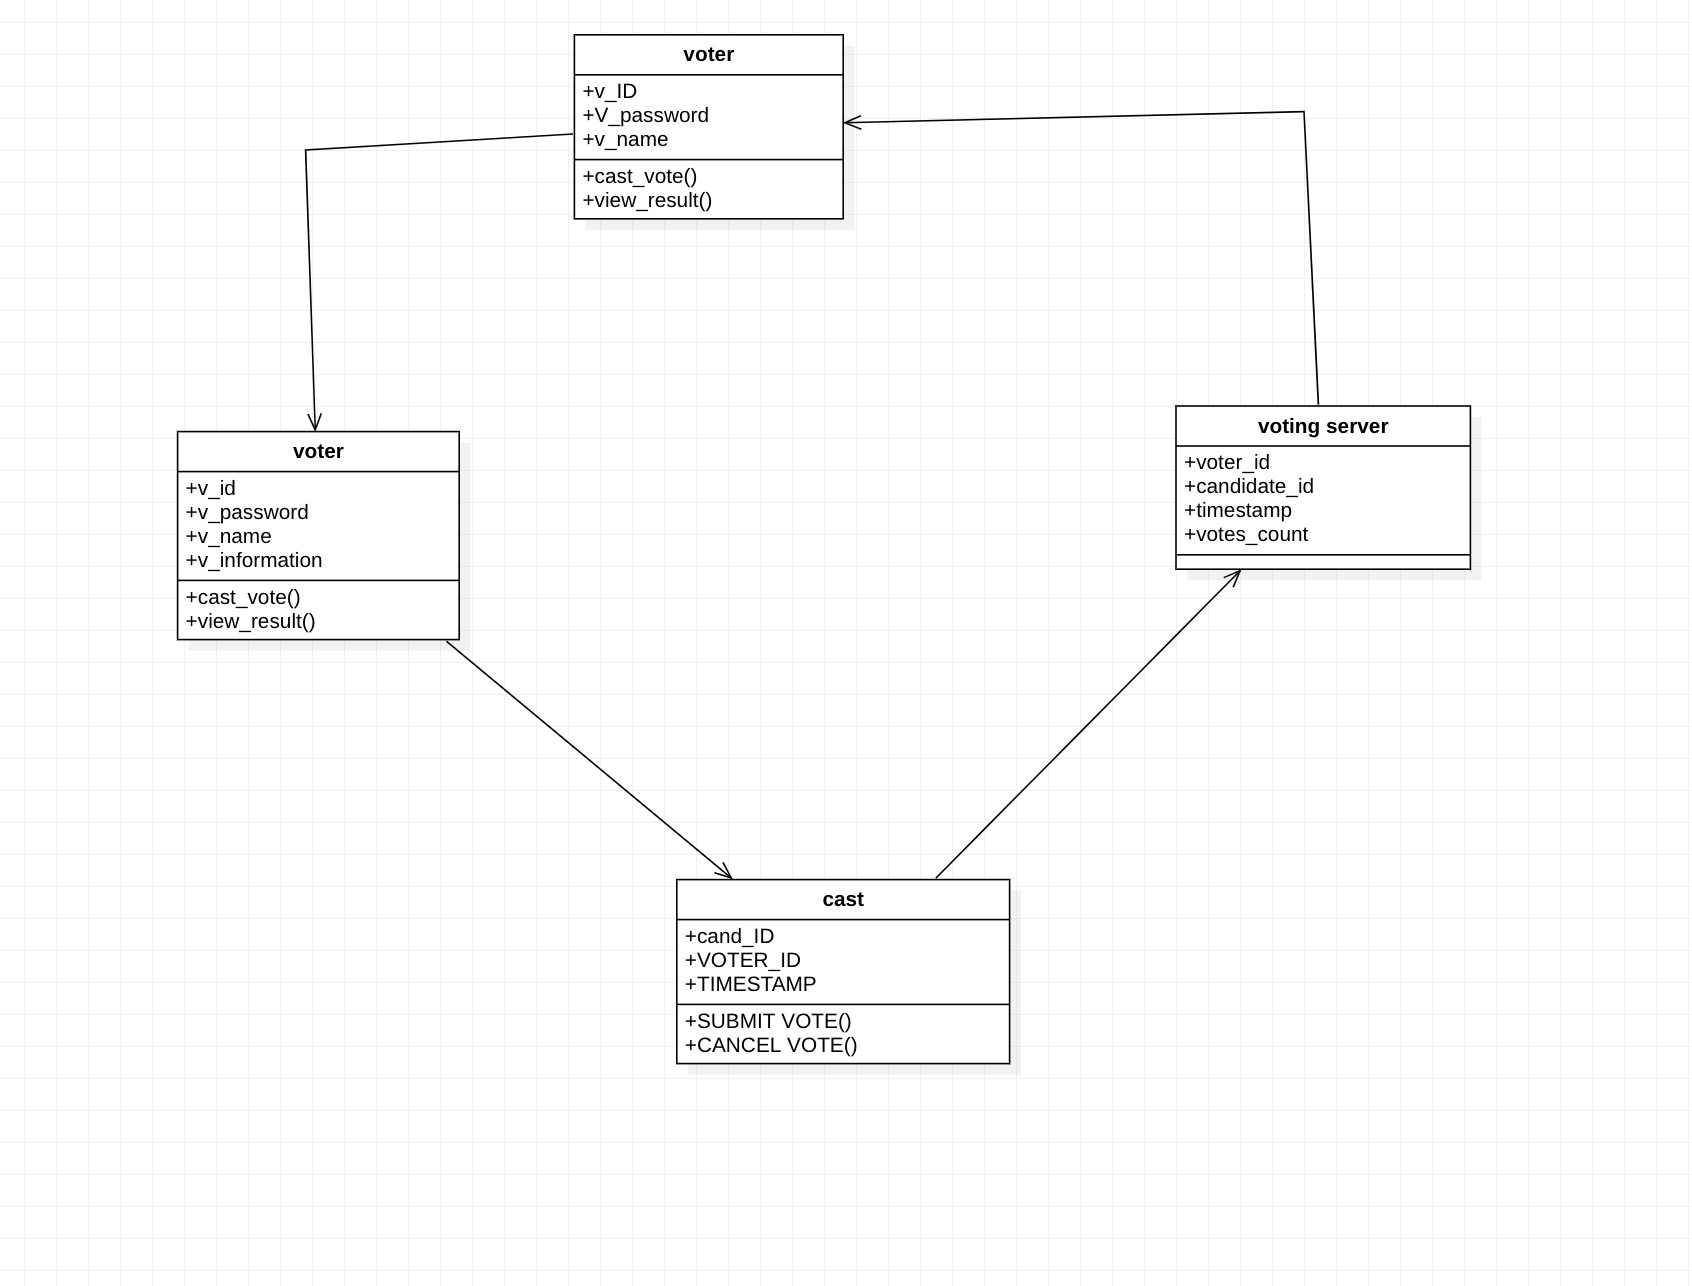 voter
+v_ID
+V_password
+v_name
+cast_vote()
+view_result()
voter
+v_id
+v_password
+v_name
+v_information
+cast_vote()
+view_result()
voting server
+voter_id
+candidate_id
+timestamp
+votes_count
cast
+cand_ID
+VOTER_ID
+TIMESTAMP
+SUBMIT VOTE()
+CANCEL VOTE()